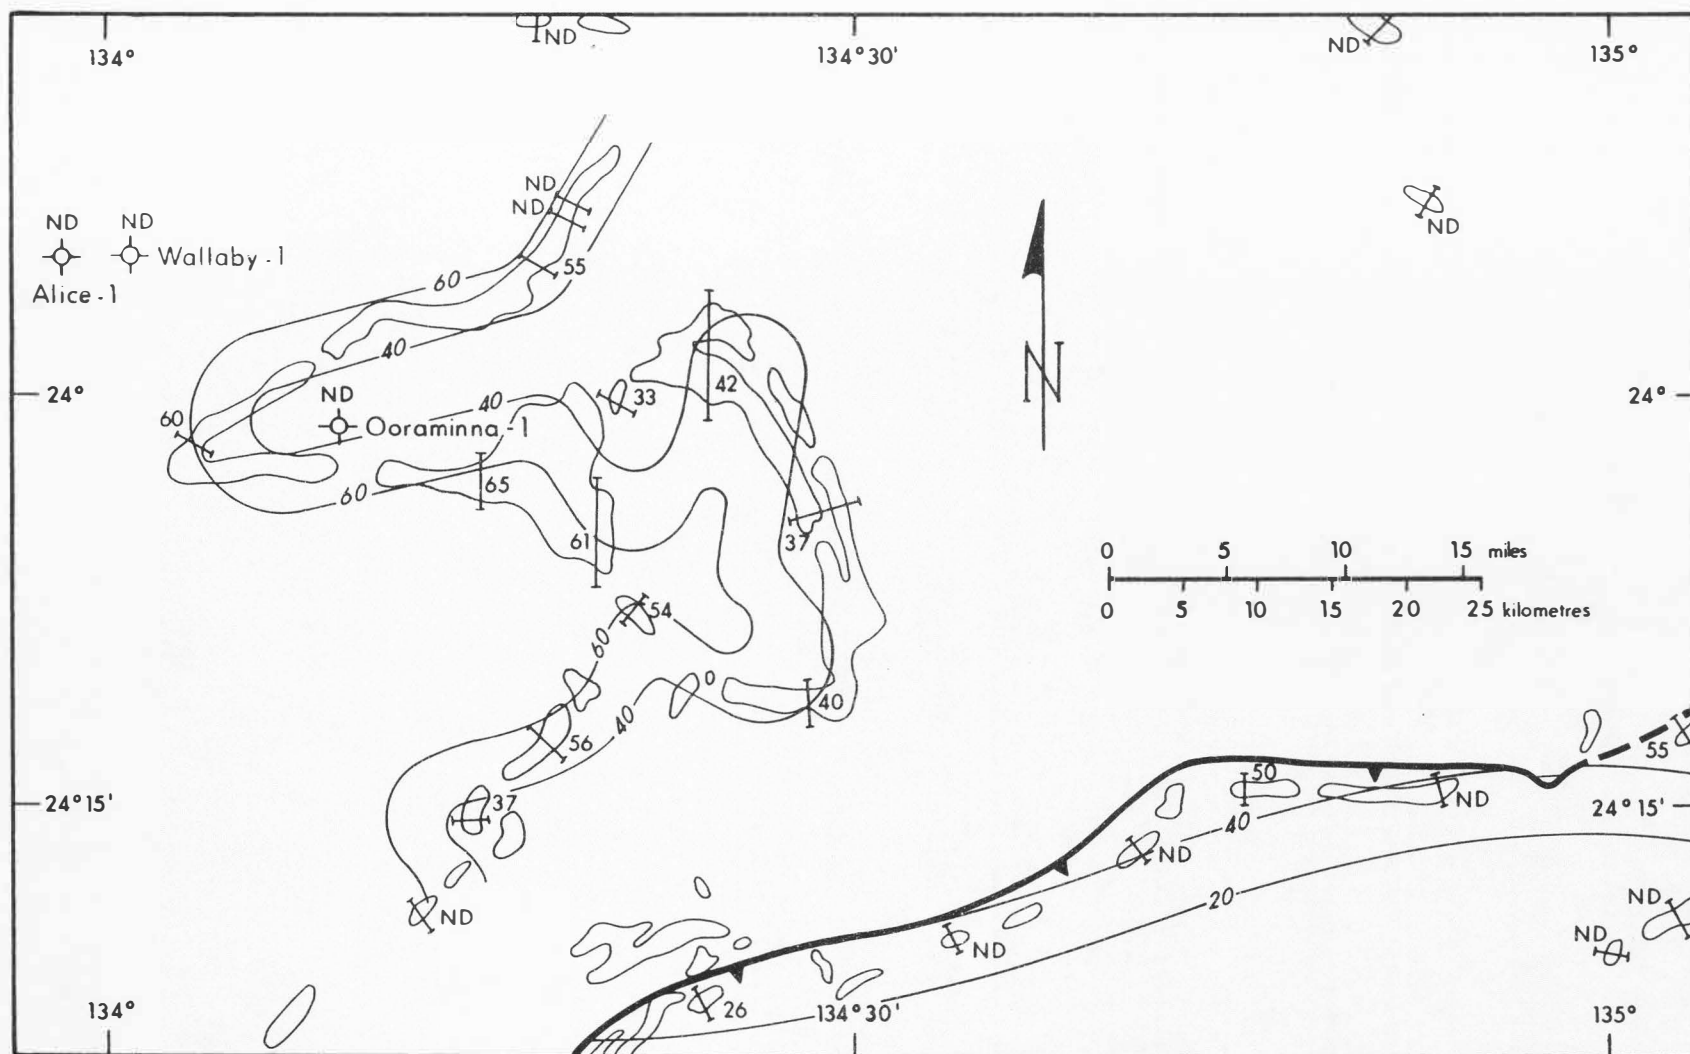 ND
134°
134°30'
ND
135°
ND
ND
ND
ND
ND
Wallaby-1
Alice-1
60
55
40
24°
ND
Ooraminna-1
40
33
42
24°
60
60
65
61
37
N
0 5 10 15 miles
0 5 10 15 20 25 kilometres
54
60
0
40
40
56
24°15'
37
50
ND
55
24°15'
40
ND
20
ND
ND
ND
ND
26
134°
134°30'
135°